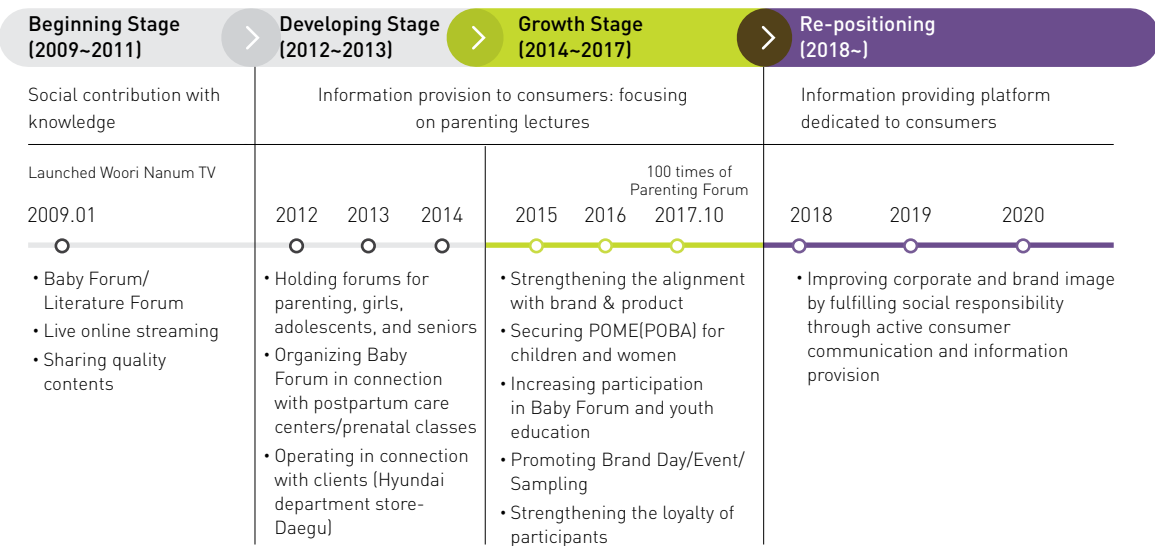 Beginning Stage
(2009~2011)
Developing Stage
(2012~2013)
Growth Stage
(2014~2017)
Re-positioning
(2018~)
Social contribution with
knowledge
Information provision to consumers: focusing
on parenting lectures
Information providing platform
dedicated to consumers
Launched Woori Nanum TV
2009.01
2012
2013
2014
2015
2016
100 times of
Parenting Forum
2017.10
2018
2019
2020
• Baby Forum/
Literature Forum
• Live online streaming
• Sharing quality
contents
• Holding forums for
parenting, girls,
adolescents, and seniors
• Organizing Baby
Forum in connection
with postpartum care
centers/prenatal classes
• Operating in connection
with clients (Hyundai
department store-
Daegu)
• Strengthening the alignment
with brand & product
• Securing POME(POBA) for
children and women
• Increasing participation
in Baby Forum and youth
education
• Promoting Brand Day/Event/
Sampling
• Strengthening the loyalty of
participants
• Improving corporate and brand image
by fulfilling social responsibility
through active consumer
communication and information
provision